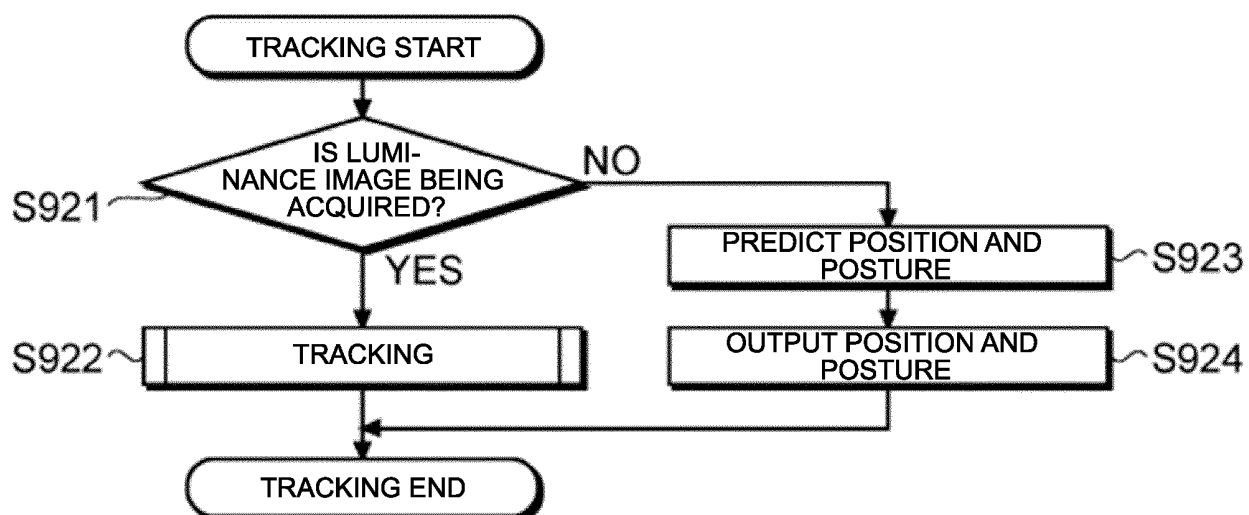 TRACKING START
IS LUMI-
NANCE IMAGE BEING
ACQUIRED?
NO
S921
YES
PREDICT POSITION AND
POSTURE
S923
S922
TRACKING
OUTPUT POSITION AND
POSTURE
S924
TRACKING END